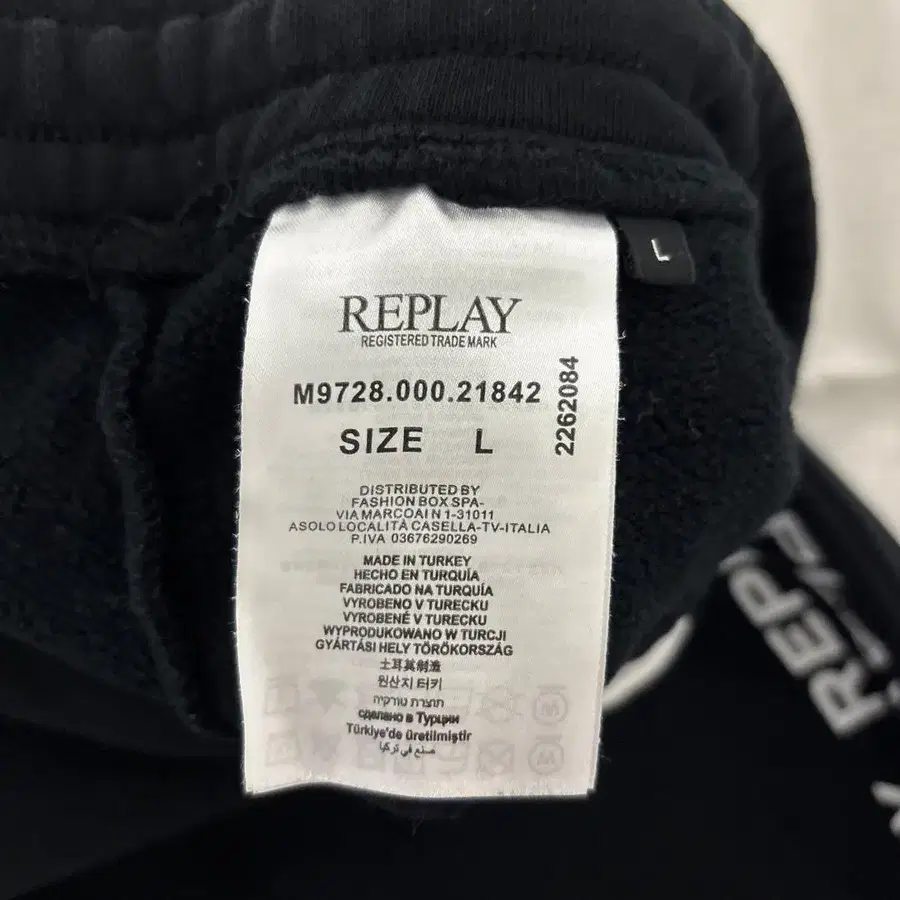 L
REPLAY
REGISTERED TRADE MARK
M9728.000.21842
2262084
SIZE L
DISTRIBUTED BY
FASHION BOX SPA-
VIA MARCOAIN 1-31011
ASOLO LOCALITÀ CASELLA-TV-ITALIA
P.IVA 03676290269
MADE IN TURKEY
HECHO EN TURQUÍA
FABRICADO NA TURQUÍA
VYROBENO V TURECKU
VYROBENÉ V TURECKU
WYPRODUKOWANO W TURCJI
GYÁRTÁSI HELY TÖRÖKORSZÁG
土耳其制造
원산지 터키
תוצרת טורקיה
сделано в Турции
Türkiye'de üretilmiştir
صنع في تركيا
REPL